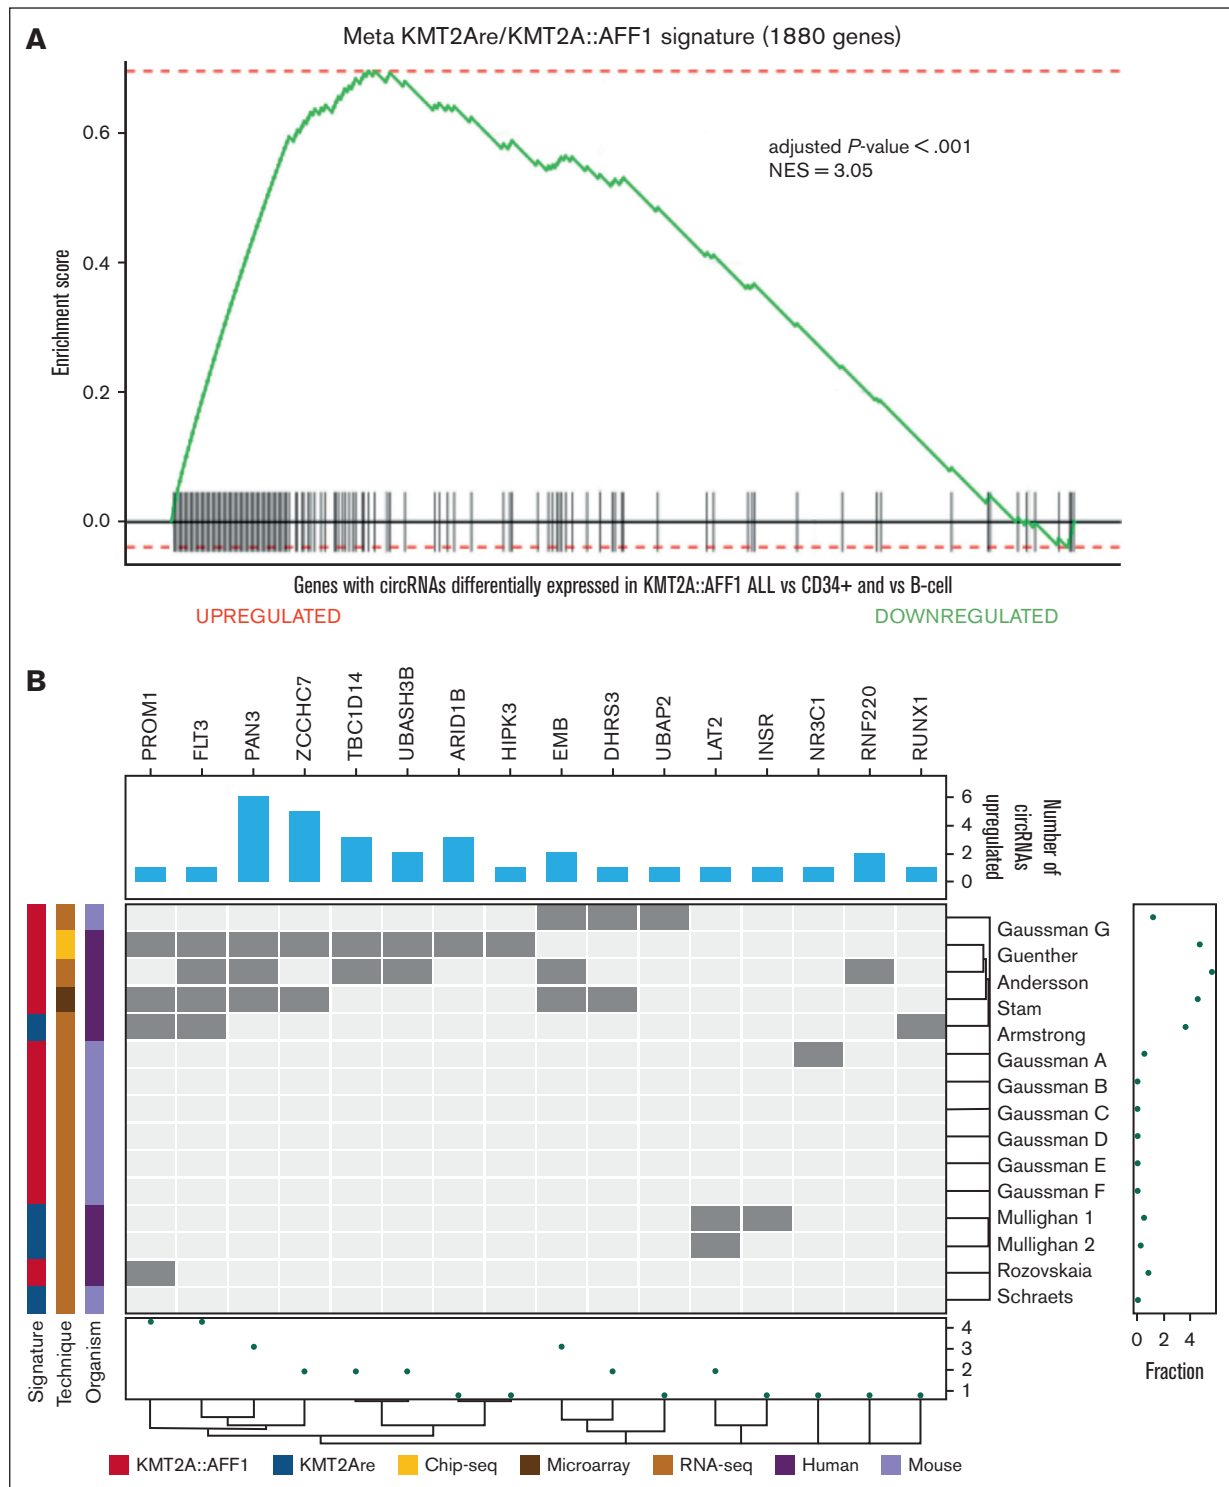 A
Meta KMT2Are/KMT2A::AFF1 signature (1880 genes)
adjusted P-value < .001
NES = 3.05
Enrichment score
0.6
0.4
0.2
0.0
Genes with circRNAs differentially expressed in KMT2A::AFF1 ALL vs CD34+ and vs B-cell
UPREGULATED
DOWNREGULATED
B
PROM1
FLT3
PAN3
ZCCHC7
TBC1D14
UBASH3B
ARID1B
HIPK3
EMB
DHRS3
UBAP2
LAT2
INSR
NR3C1
RNF220
RUNX1
6
4
2
0
Number of
circRNAs
upregulated
Gaussman G
Guenther
Andersson
Stam
Armstrong
Gaussman A
Gaussman B
Gaussman C
Gaussman D
Gaussman E
Gaussman F
Mullighan 1
Mullighan 2
Rozovskaia
Schraets
0 2 4
Fraction
Signature
Technique
Organism
4
3
2
1
KMT2A::AFF1
KMT2Are
Chip-seq
Microarray
RNA-seq
Human
Mouse